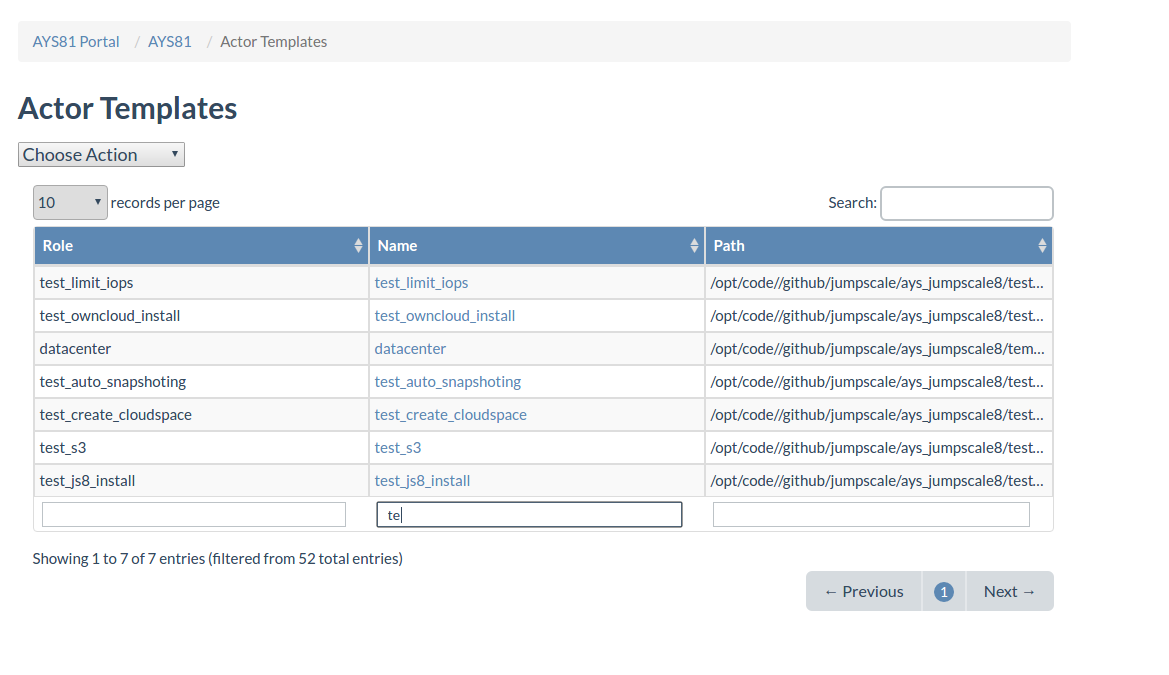 AYS81 Portal / AYS81 / Actor Templates
Actor Templates
Choose Action
10 records per page Search:
Role Name Path
test_limit_iops test_limit_iops /opt/code//github/jumpscale/ays_jumpscale8/test...
test_owncloud_install test_owncloud_install /opt/code//github/jumpscale/ays_jumpscale8/test...
datacenter datacenter /opt/code//github/jumpscale/ays_jumpscale8/tem...
test_auto_snapshoting test_auto_snapshoting /opt/code//github/jumpscale/ays_jumpscale8/test...
test_create_cloudspace test_create_cloudspace /opt/code//github/jumpscale/ays_jumpscale8/test...
test_s3 test_s3 /opt/code//github/jumpscale/ays_jumpscale8/test...
test_js8_install test_js8_install /opt/code//github/jumpscale/ays_jumpscale8/test...
te
Showing 1 to 7 of 7 entries (filtered from 52 total entries)
← Previous 1 Next →